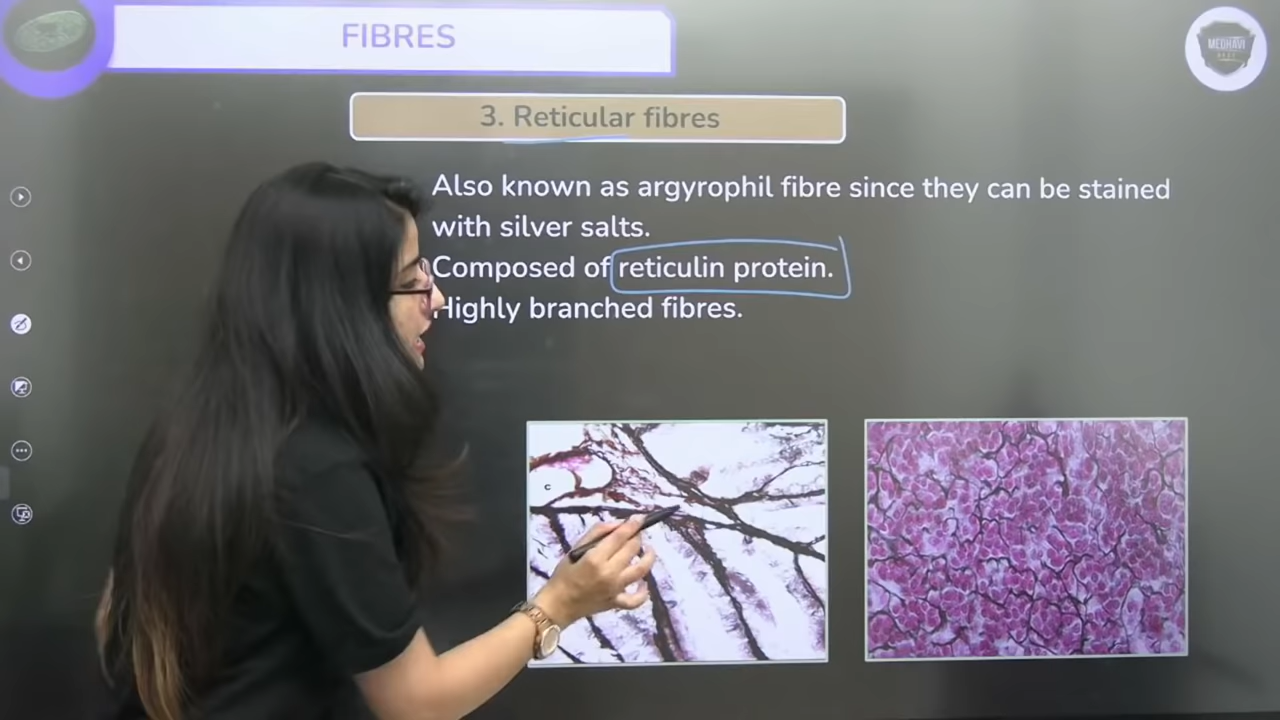 FIBRES
MEDHAVI
3. Reticular fibres
Also known as argyrophil fibre since they can be stained
with silver salts.
Composed of reticulin protein.
Highly branched fibres.
c